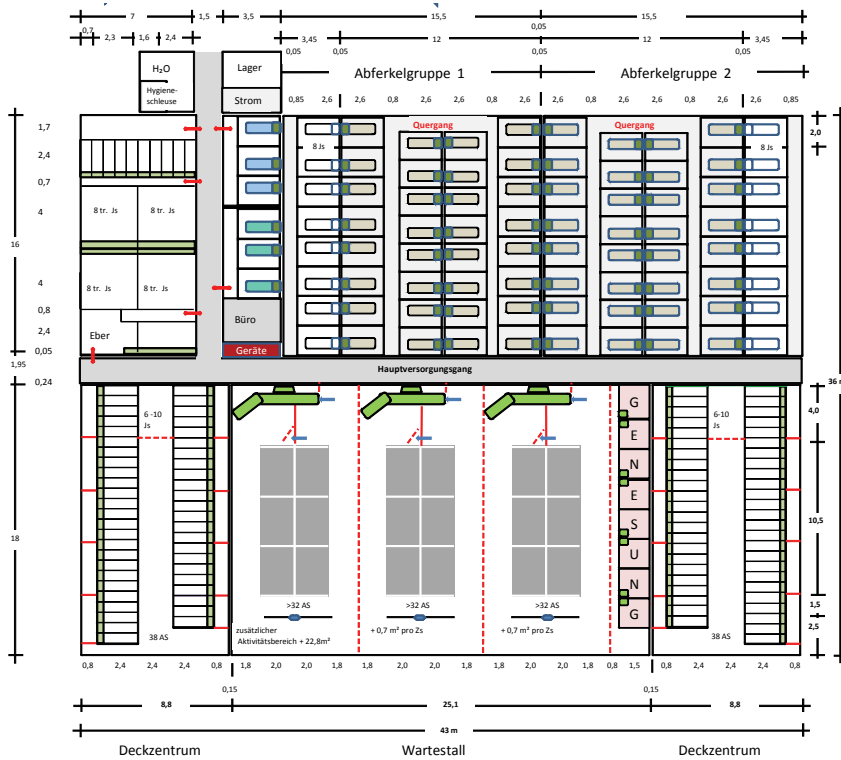 7 1,5 3,5 15,5 15,5
0,7 2,3 1,6 2,4 3,45 12 0,05 12 3,45
0,05 0,05 0,05
H₂O
Lager
Abferkelgruppe 1
Abferkelgruppe 2
Hygiene-
schleuse
Strom
0,85 2,6 2,6 2,6 2,6 2,6 2,6 2,6 2,6 2,6 2,6 0,85
Quergang
Quergang
1,7
2,0
8 Js
8 Js
2,4
0,7
8 tr. Js
8 tr. Js
4
16
4
8 tr. Js
8 tr. Js
0,8
Büro
2,4
Eber
0,05
Geräte
1,95
Hauptversorgungsgang
0,24
36 m
6 -10
Js
6-10
Js
4,0
G
E
N
E
S
U
N
G
18
10,5
1,5
2,5
>32 AS
>32 AS
>32 AS
zusätzlicher
Aktivitätsbereich + 22,8m²
+ 0,7 m² pro Zs
+ 0,7 m² pro Zs
38 AS
38 AS
0,8 2,4 2,4 2,4 0,8 1,8 2,0 2,0 1,8 1,8 2,0 2,0 1,8 1,8 2,0 2,0 1,8 0,8 1,5 0,8 2,4 2,4 2,4 0,8
0,15
0,15
8,8 25,1 8,8
43 m
Deckzentrum
Wartestall
Deckzentrum